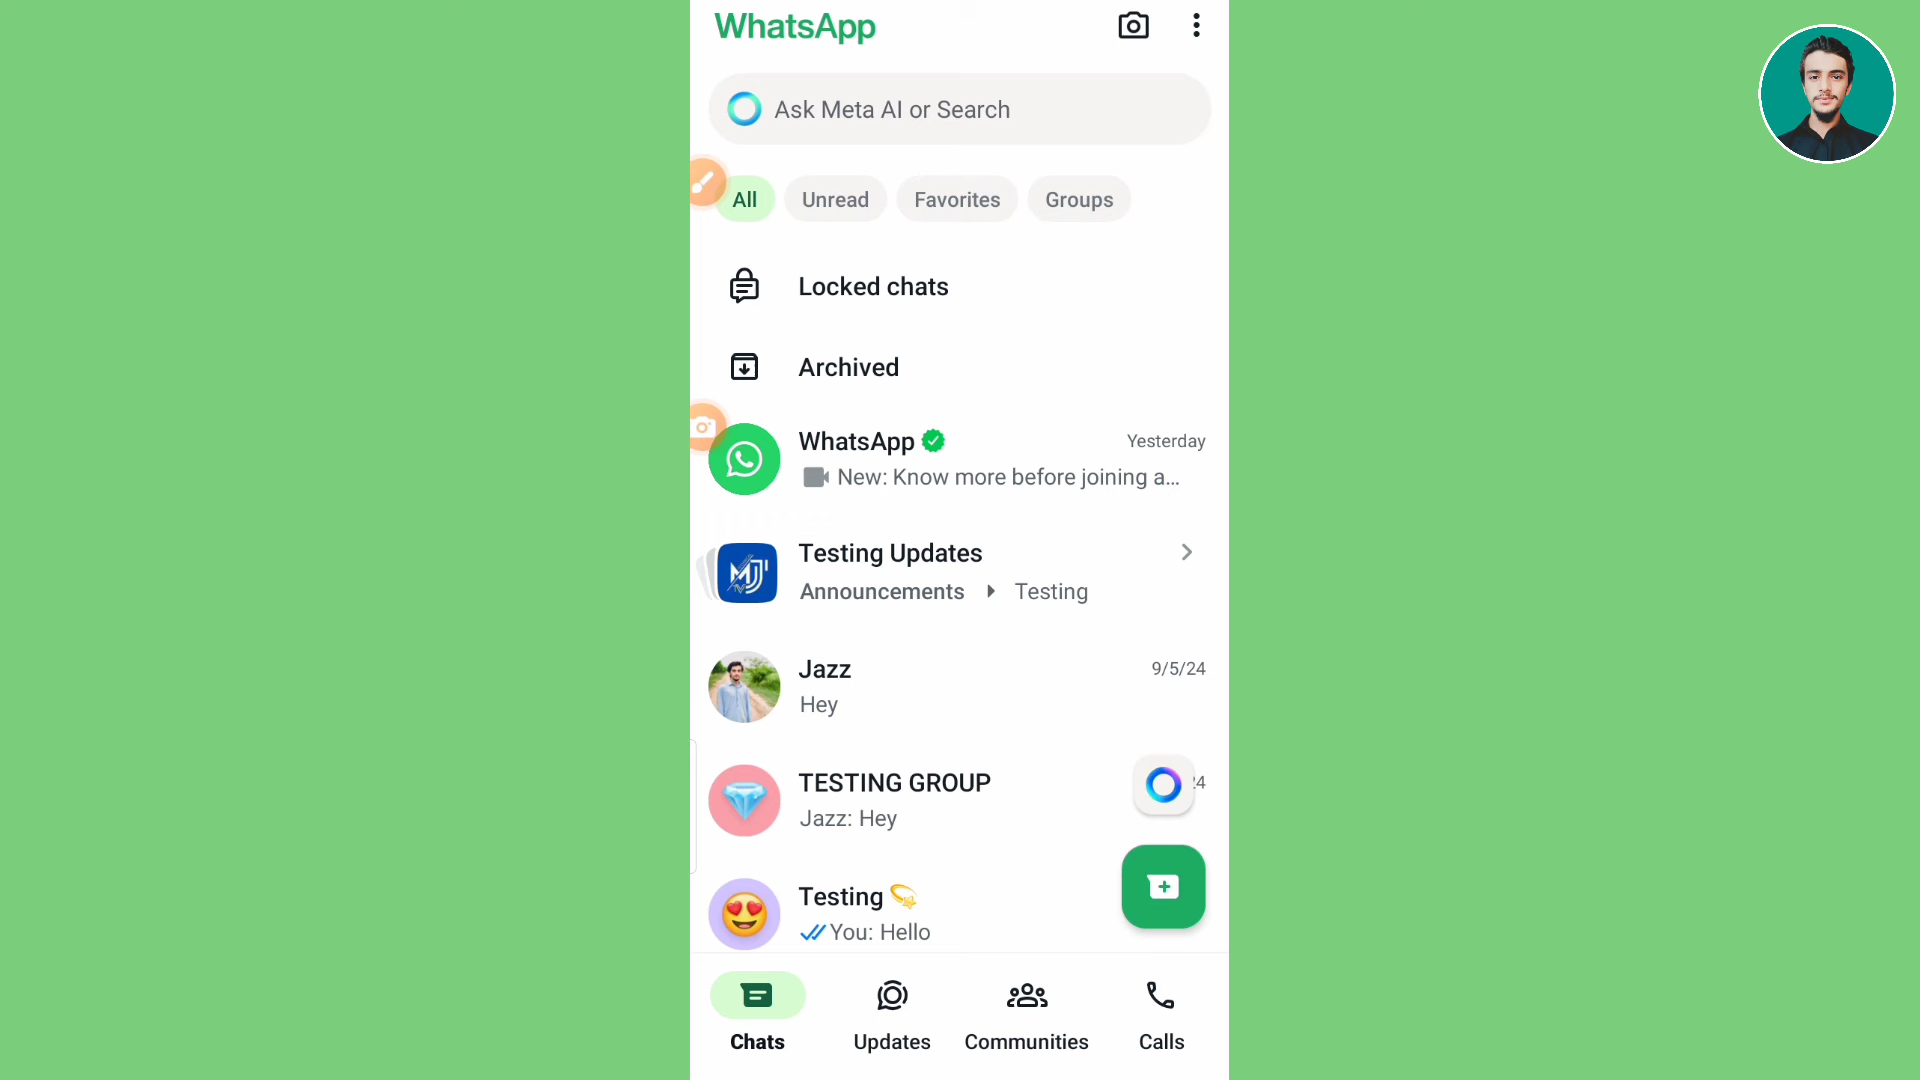 WhatsApp
Ask Meta AI or Search
All
Unread
Favorites
Groups
Locked chats
Archived
WhatsApp
Yesterday
New: Know more before joining a...
Testing Updates
Announcements
Testing
Jazz
9/5/24
Hey
TESTING GROUP
24
Jazz: Hey
Testing 💫
You: Hello
Chats
Updates
Communities
Calls